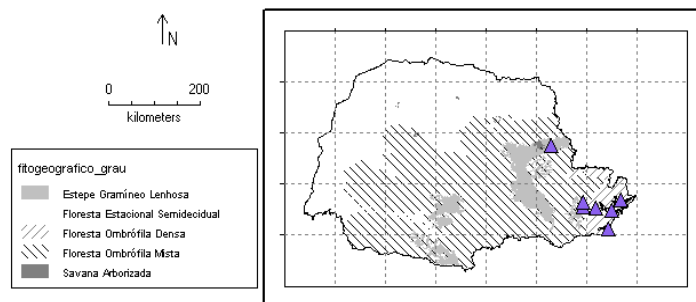 N
0 200
kilometers
fitogeografico_grau
Estepe Gramíneo Lenhosa
Floresta Estacional Semidecidual
Floresta Ombrófila Densa
Floresta Ombrófila Mista
Savana Arborizada